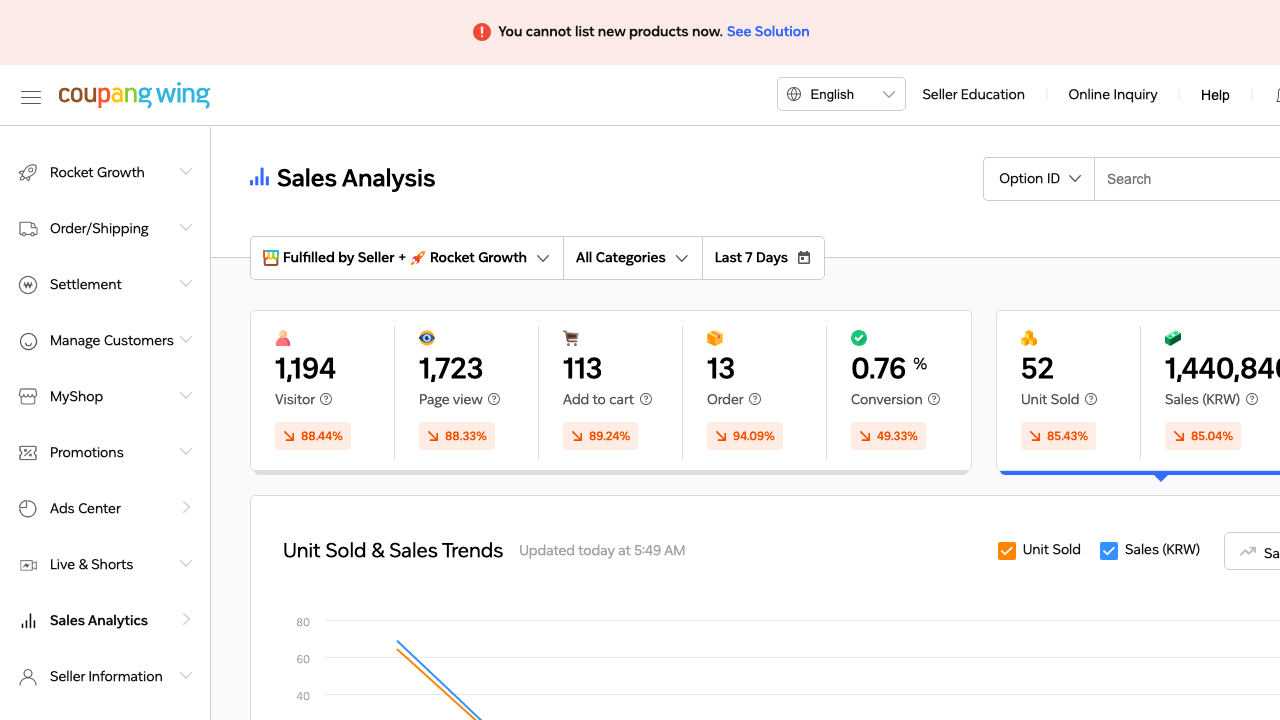 You cannot list new products now. See Solution
coupang wing
English
Seller Education
Online Inquiry
Help
Rocket Growth
Order/Shipping
Settlement
Manage Customers
MyShop
Promotions
Ads Center
Live & Shorts
Sales Analytics
Seller Information
Sales Analysis
Option ID
Search
Fulfilled by Seller + Rocket Growth
All Categories
Last 7 Days
1,194
Visitor
88.44%
1,723
Page view
88.33%
113
Add to cart
89.24%
13
Order
94.09%
0.76 %
Conversion
49.33%
52
Unit Sold
85.43%
1,440,840
Sales (KRW)
85.04%
Unit Sold & Sales Trends
Updated today at 5:49 AM
Unit Sold
Sales (KRW)
Sa
80
60
40